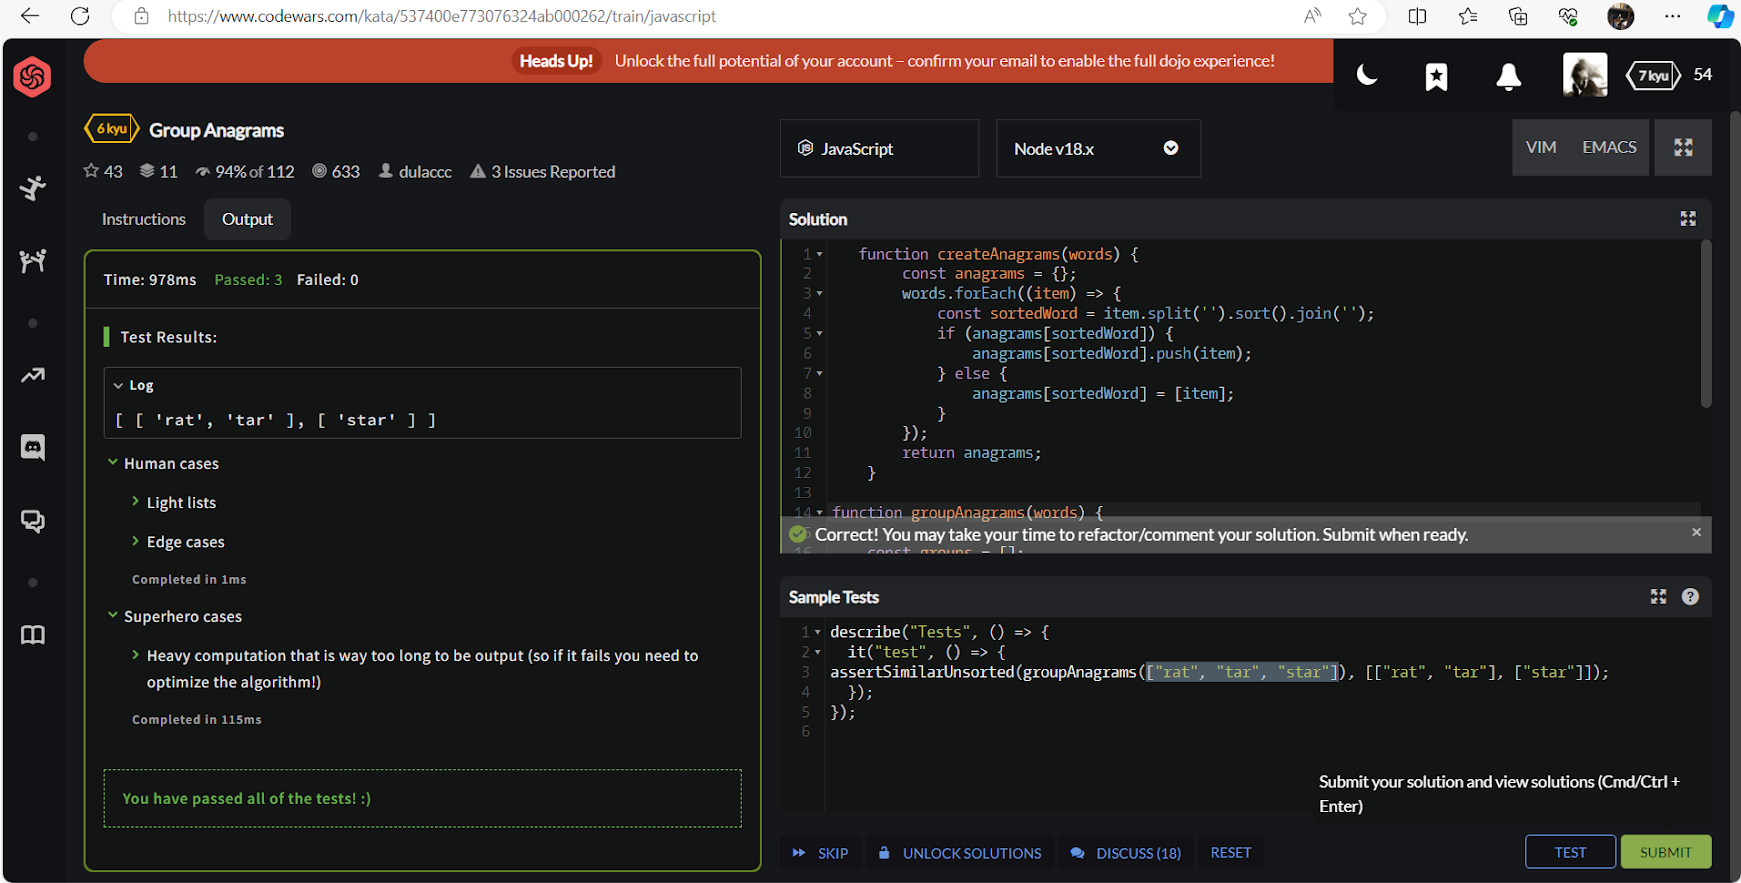 https://www.codewars.com/kata/537400e773076324ab000262/train/javascript
Heads Up! Unlock the full potential of your account – confirm your email to enable the full dojo experience!
7 kyu 54
6 kyu Group Anagrams
43 11 94% of 112 633 dulaccc 3 Issues Reported
Instructions Output
Time: 978ms Passed: 3 Failed: 0
Test Results:
Log
[ [ 'rat', 'tar' ], [ 'star' ] ]
Human cases
Light lists
Edge cases
Completed in 1ms
Superhero cases
Heavy computation that is way too long to be output (so if it fails you need to
optimize the algorithm!)
Completed in 115ms
You have passed all of the tests! :)
JavaScript Node v18.x VIM EMACS
Solution
1 function createAnagrams(words) {
2 const anagrams = {};
3 words.forEach((item) => {
4 const sortedWord = item.split('').sort().join('');
5 if (anagrams[sortedWord]) {
6 anagrams[sortedWord].push(item);
7 } else {
8 anagrams[sortedWord] = [item];
9 }
10 });
11 return anagrams;
12 }
13
14 function groupAnagrams(words) {
Correct! You may take your time to refactor/comment your solution. Submit when ready.
16 const groups = [];
Sample Tests
1 describe("Tests", () => {
2 it("test", () => {
3 assertSimilarUnsorted(groupAnagrams(["rat", "tar", "star"]), [["rat", "tar"], ["star"]]);
4 });
5 });
6
Submit your solution and view solutions (Cmd/Ctrl +
Enter)
SKIP UNLOCK SOLUTIONS DISCUSS (18) RESET TEST SUBMIT